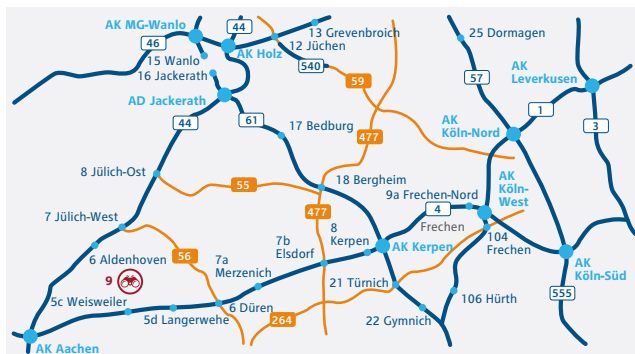 AK MG-Wanlo
44
13 Grevenbroich
12 Jüchen
25 Dormagen
46
15 Wanlo
AK Holz
16 Jackerath
540
AK
Leverkusen
57
59
AD Jackerath
1
44
61
AK
Köln-Nord
3
17 Bedburg
477
8 Jülich-Ost
18 Bergheim
AK
Köln-
West
55
9a Frechen-Nord
7 Jülich-West
477
4
8
Kerpen
Frechen
104
Frechen
7b
Elsdorf
AK Kerpen
6 Aldenhoven
56
7a
Merzenich
AK
Köln-Süd
9
21 Türnich
5c Weisweiler
106 Hürth
555
6 Düren
5d Langerwehe
264
22 Gymnich
AK Aachen